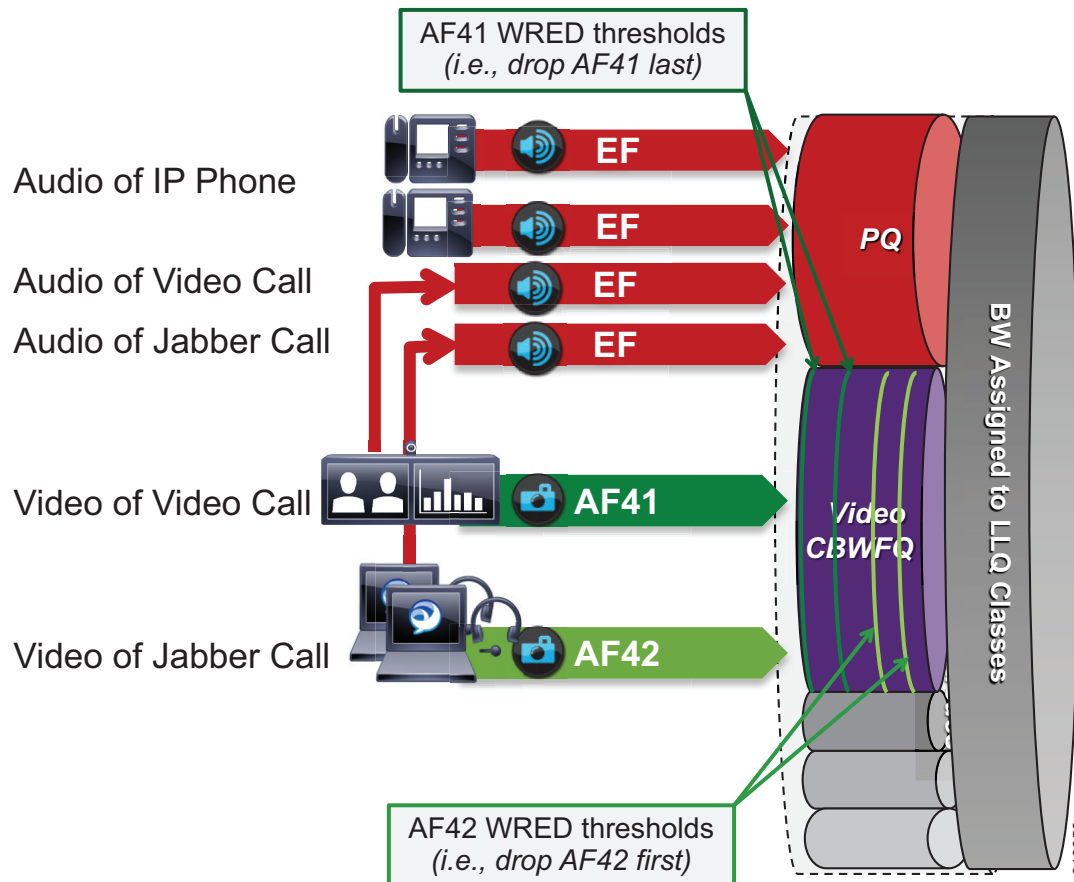 AF41 WRED thresholds
(i.e., drop AF41 last)
Audio of IP Phone
EF
EF
PQ
Audio of Video Call
EF
Audio of Jabber Call
EF
BW Assigned to LLQ Classes
Video of Video Call
AF41
Video
CBWFQ
Video of Jabber Call
AF42
AF42 WRED thresholds
(i.e., drop AF42 first)